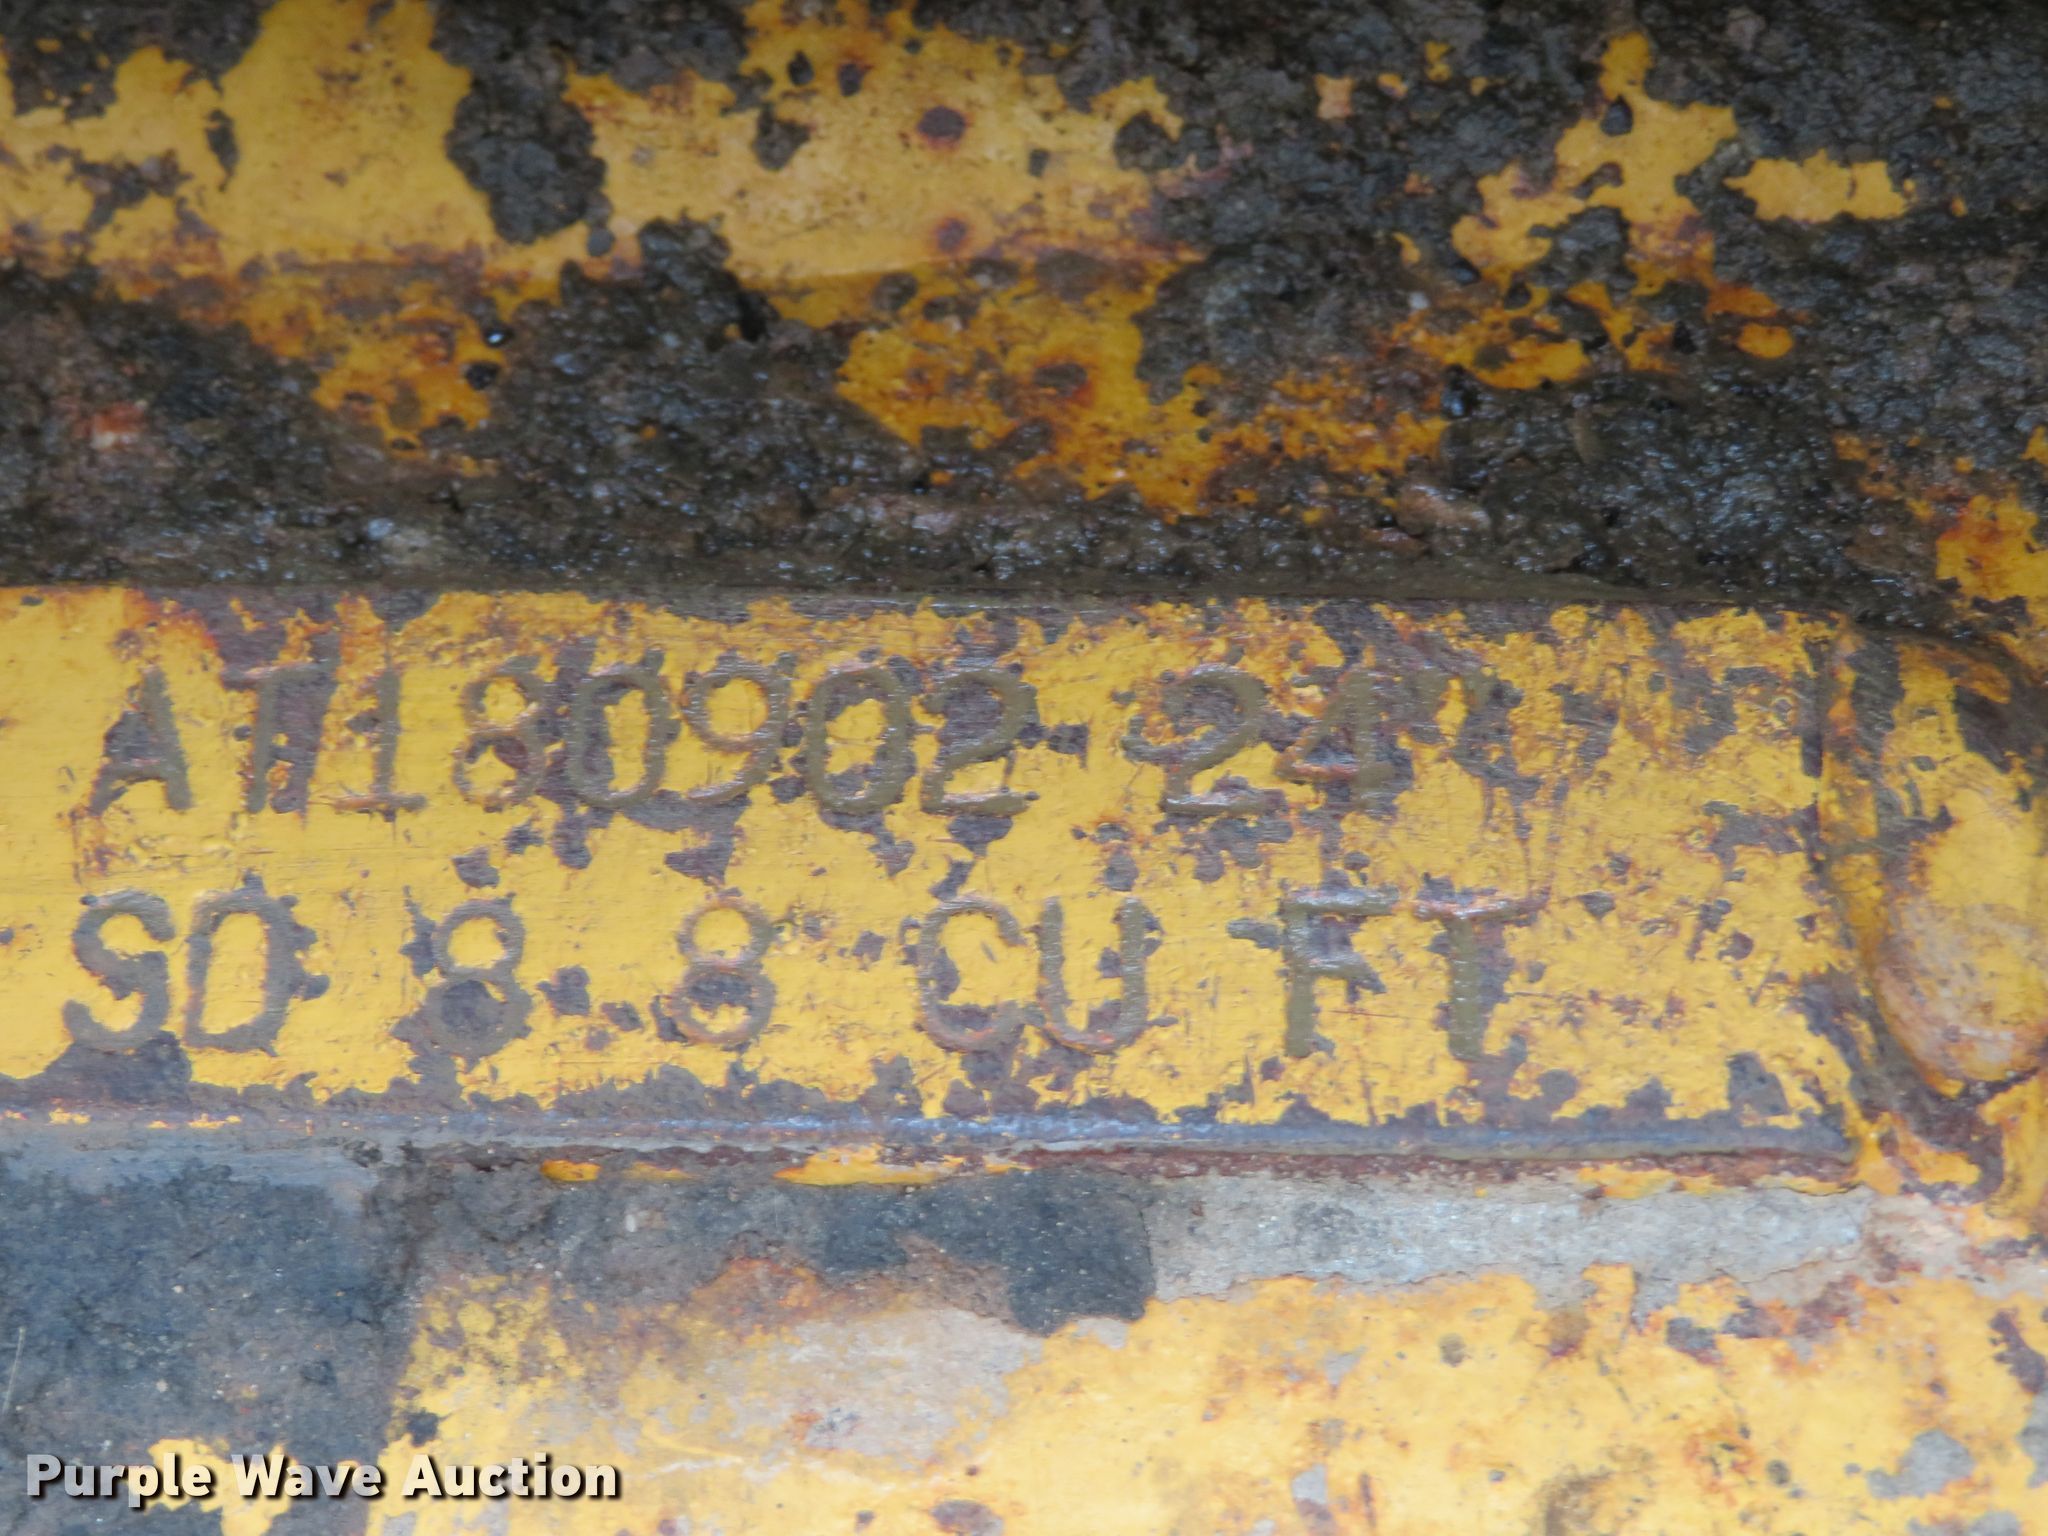 AT180902 24"
SD 8.8 CU FT
Purple Wave Auction